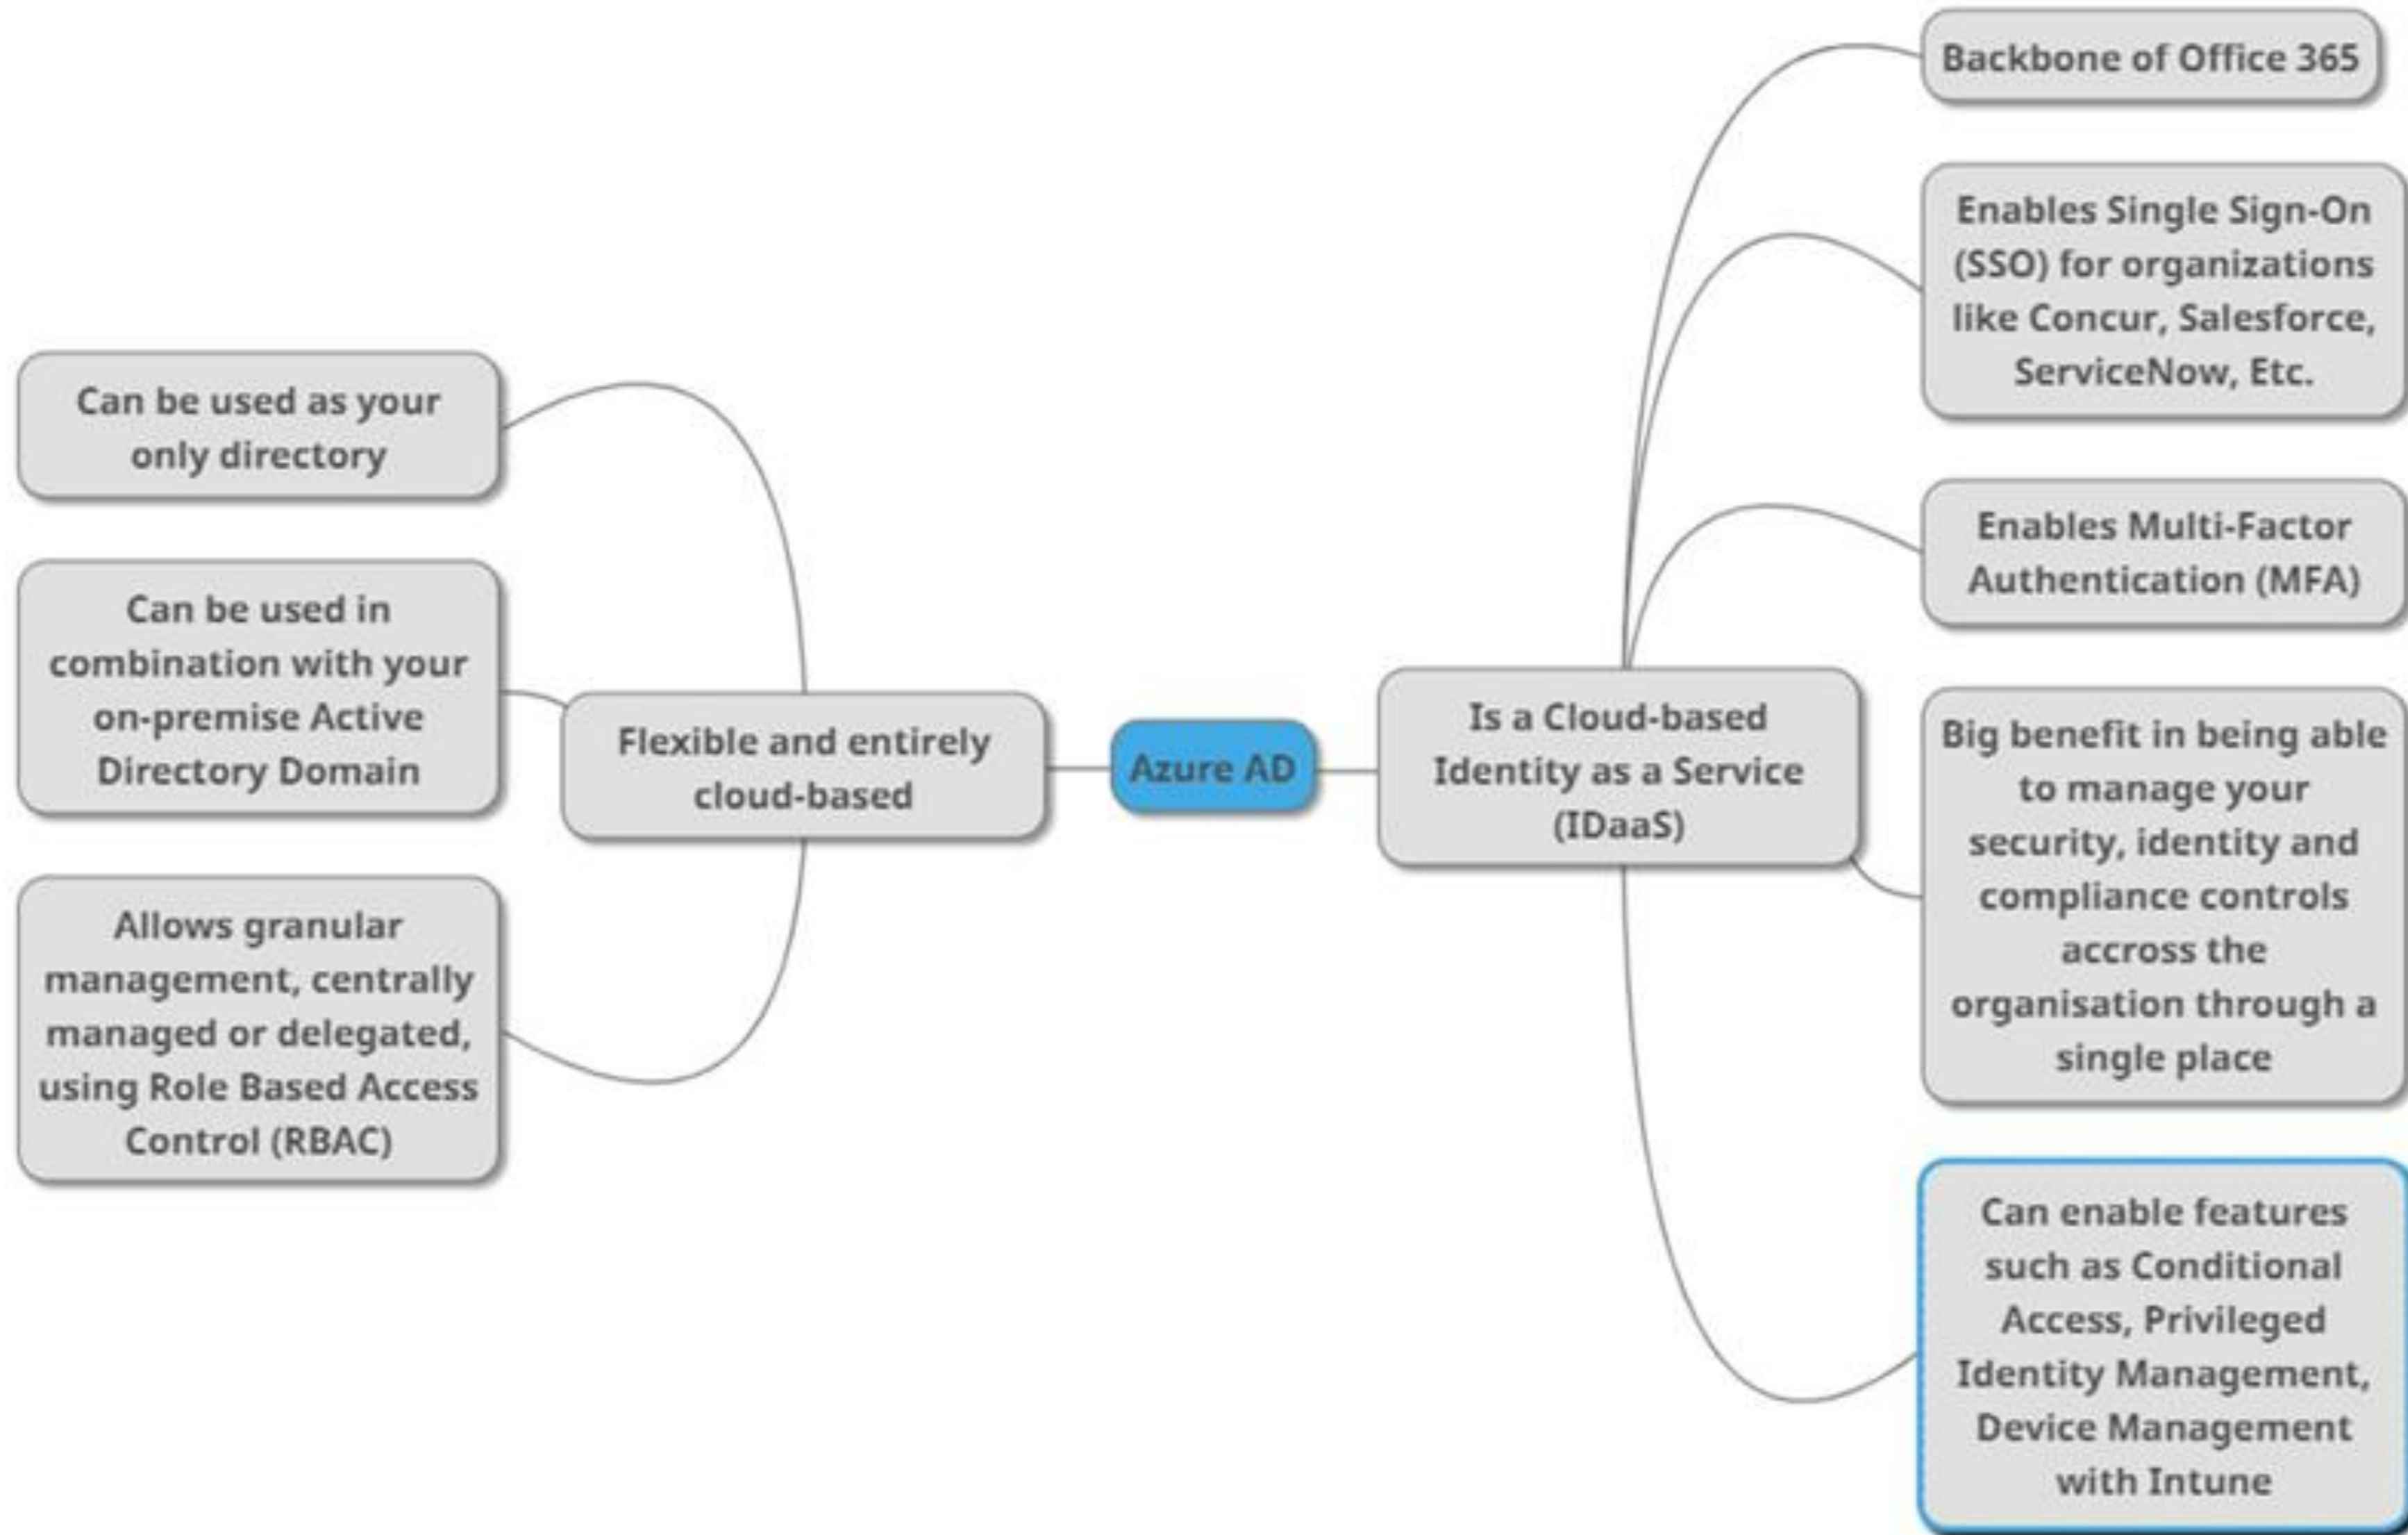 Backbone of Office 365
Enables Single Sign-On
(SSO) for organizations
like Concur, Salesforce,
ServiceNow, Etc.
Can be used as your
only directory
Enables Multi-Factor
Authentication (MFA)
Can be used in
combination with your
on-premise Active
Directory Domain
Flexible and entirely
cloud-based
Azure AD
Is a Cloud-based
Identity as a Service
(IDaaS)
Big benefit in being able
to manage your
security, identity and
compliance controls
accross the
organisation through a
single place
Allows granular
management, centrally
managed or delegated,
using Role Based Access
Control (RBAC)
Can enable features
such as Conditional
Access, Privileged
Identity Management,
Device Management
with Intune